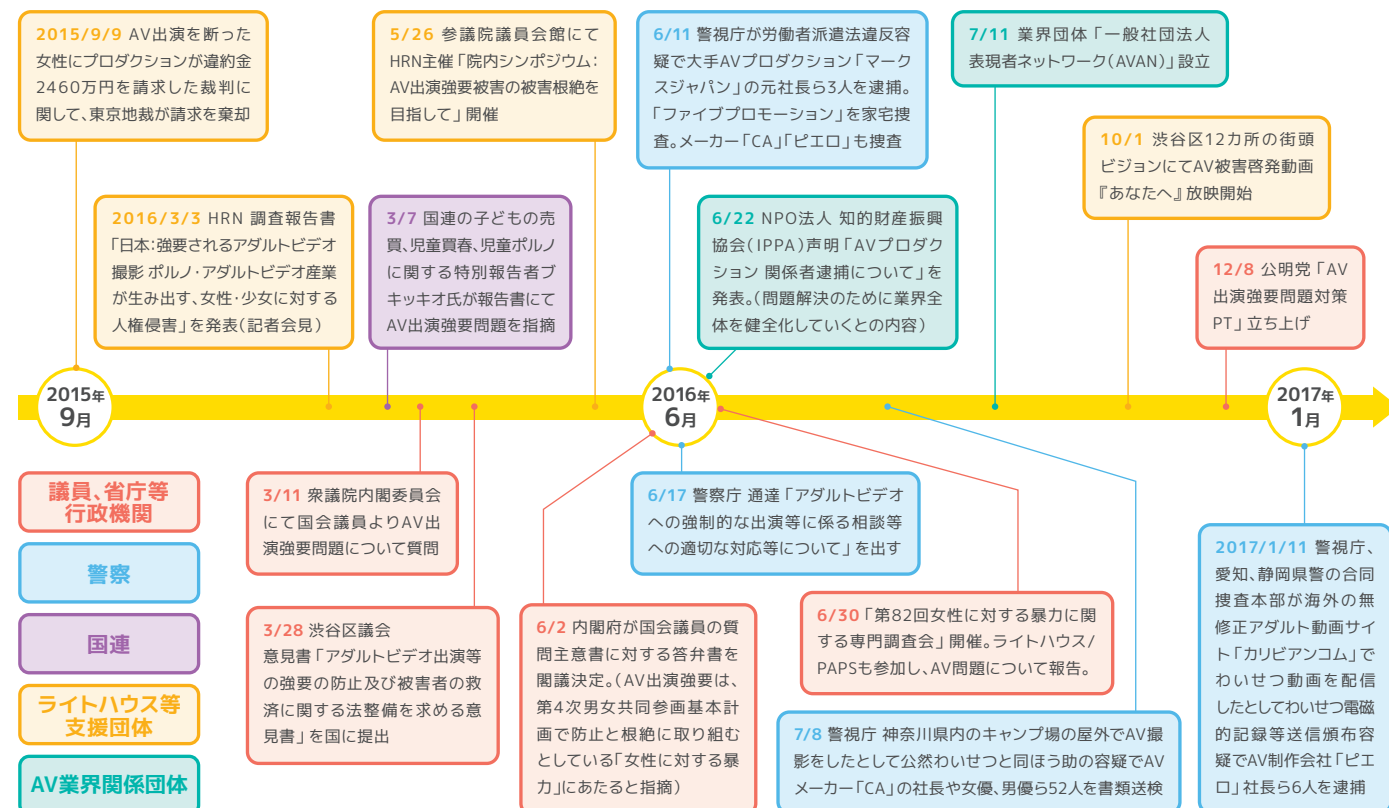 2015/9/9 AV出演を断った
女性にプロダクションが違約金
2460万円を請求した裁判に
関して、東京地裁が請求を棄却
5/26 参議院議員会館にて
HRN主催「院内シンポジウム：
AV出演強要被害の被害根絶を
目指して」開催
6/11 警視庁が労働者派遣法違反容
疑で大手AVプロダクション「マーク
スジャパン」の元社長ら3人を逮捕。
「ファイブプロモーション」を家宅捜
査。メーカー「CA」「ピエロ」も捜査
7/11 業界団体「一般社団法人
表現者ネットワーク（AVAN）」設立
10/1 渋谷区12カ所の街頭
ビジョンにてAV被害啓発動画
『あなたへ』放映開始
2016/3/3 HRN 調査報告書
「日本：強要されるアダルトビデオ
撮影 ポルノ・アダルトビデオ産業
が生み出す、女性・少女に対する
人権侵害」を発表（記者会見）
3/7 国連の子どもの売
買、児童買春、児童ポルノ
に関する特別報告者ブ
キッキオ氏が報告書にて
AV出演強要問題を指摘
6/22 NPO法人 知的財産振興
協会（IPPA）声明「AVプロダク
ション 関係者逮捕について」を
発表。（問題解決のために業界全
体を健全化していくとの内容）
12/8 公明党「AV
出演強要問題対策
PT」立ち上げ
2015年
9月
2016年
6月
2017年
1月
議員、省庁等
行政機関
警察
国連
ライトハウス等
支援団体
AV業界関係団体
3/11 衆議院内閣委員会
にて国会議員よりAV出
演強要問題について質問
3/28 渋谷区議会
意見書「アダルトビデオ出演等
の強要の防止及び被害者の救
済に関する法整備を求める意
見書」を国に提出
6/2 内閣府が国会議員の質
問主意書に対する答弁書を
閣議決定。（AV出演強要は、
第4次男女共同参画基本計
画で防止と根絶に取り組む
としている「女性に対する暴
力」にあたると指摘）
6/17 警察庁 通達「アダルトビデオ
への強制的な出演等に係る相談等
への適切な対応等について」を出す
6/30「第82回女性に対する暴力に関
する専門調査会」開催。ライトハウス/
PAPSも参加し、AV問題について報告。
7/8 警視庁 神奈川県内のキャンプ場の屋外でAV撮
影をしたとして公然わいせつと同ほう助の容疑でAV
メーカー「CA」の社長や女優、男優ら52人を書類送検
2017/1/11 警視庁、
愛知、静岡県警の合同
捜査本部が海外の無
修正アダルト動画サイ
ト「カリビアンコム」で
わいせつ動画を配信
したとしてわいせつ電磁
的記録等送信頒布容
疑でAV制作会社「ピエ
ロ」社長ら6人を逮捕